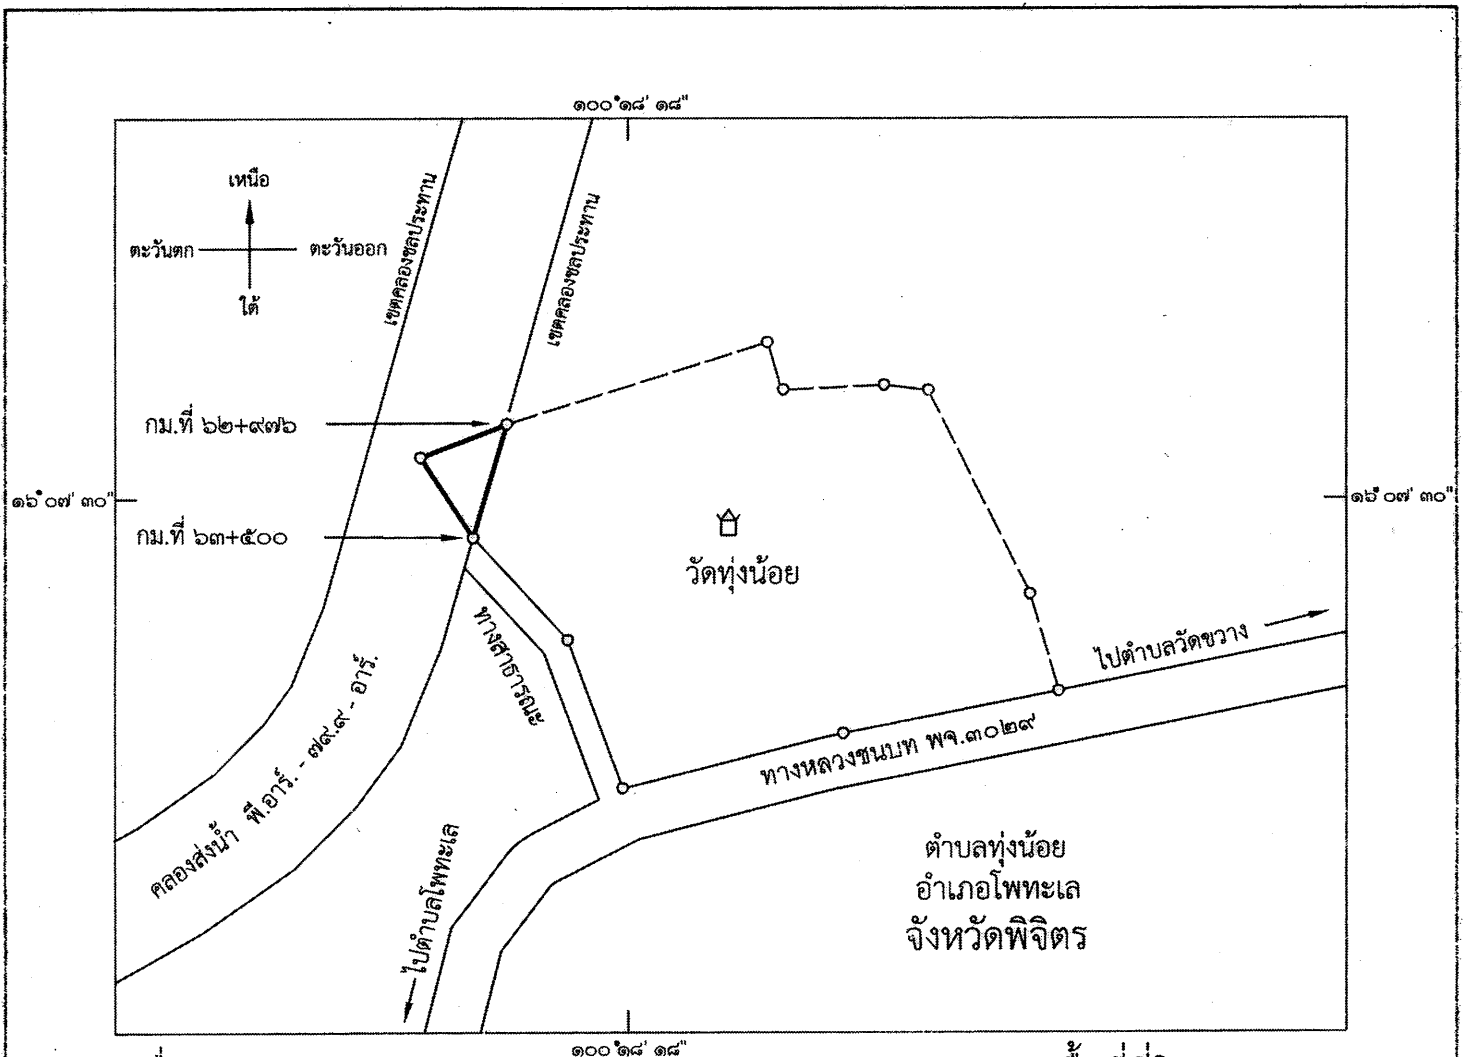 ๑๐๐°๑๘' ๑๘"
เหนือ
ตะวันตก
ตะวันออก
ใต้
เขตคลองชลประทาน
เขตคลองชลประทาน
กม.ที่ ๖๒+๙๗๖
๑๖° ๐๗' ๓๐"
๑๖° ๐๗' ๓๐"
กม.ที่ ๖๓+๕๐๐
วัดทุ่งน้อย
ทางสาธารณะ
ไปตำบลวัดขวาง
คลองส่งน้ำ พี.อาร์. - ๗๙.๙ - อาร์.
ทางหลวงชนบท พจ.๓๐๒๙
ไปตำบลโพทะเล
ตำบลทุ่งน้อย
อำเภอโพทะเล
จังหวัดพิจิตร
๑๐๐°๑๘' ๑๘"